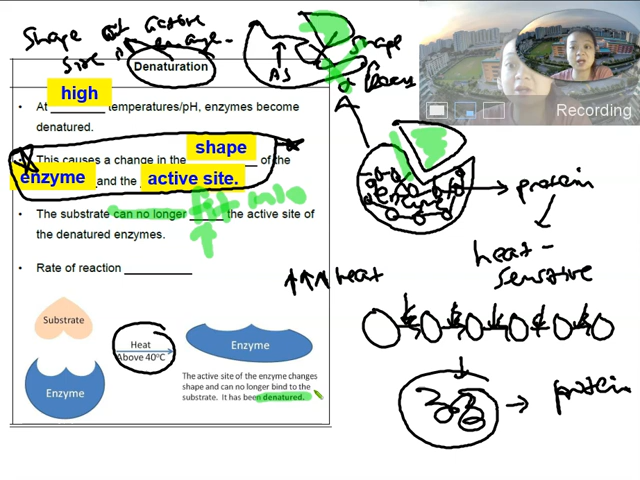 Shape of active
site change.
Denaturation
AS
shape
Recording
At high temperatures/pH, enzymes become
denatured.
This causes a change in the shape of the
enzyme and the active site.
The substrate can no longer fit into the active site of
the denatured enzymes.
Rate of reaction ________
↑↑↑ heat
enzyme
→ protein
heat -
sensitive
→ protein
Substrate
Enzyme
Heat
Above 40°C
Enzyme
The active site of the enzyme changes
shape and can no longer bind to the
substrate. It has been denatured.